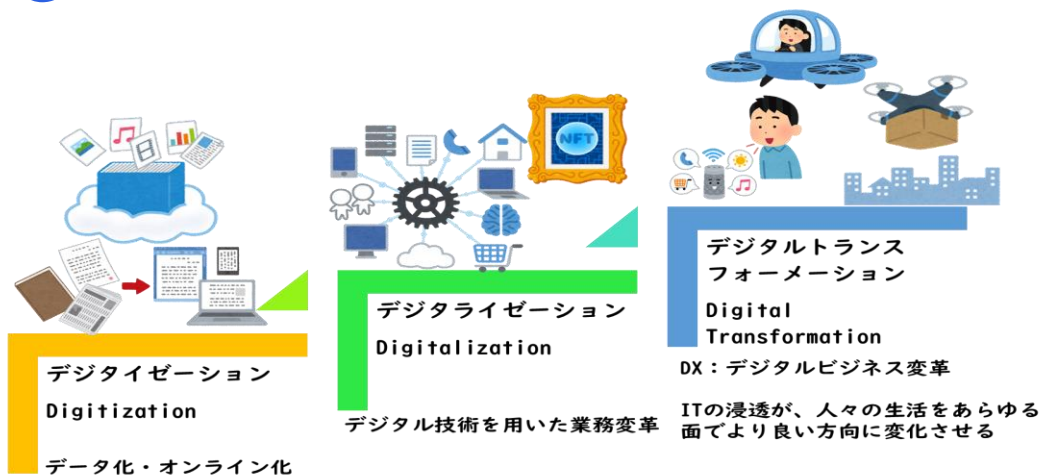 NFT
デジタイゼーション
Digitization
データ化・オンライン化
デジタライゼーション
Digitalization
デジタル技術を用いた業務変革
デジタルトランス
フォーメーション
Digital
Transformation
DX：デジタルビジネス変革
ITの浸透が、人々の生活をあらゆる
面でより良い方向に変化させる